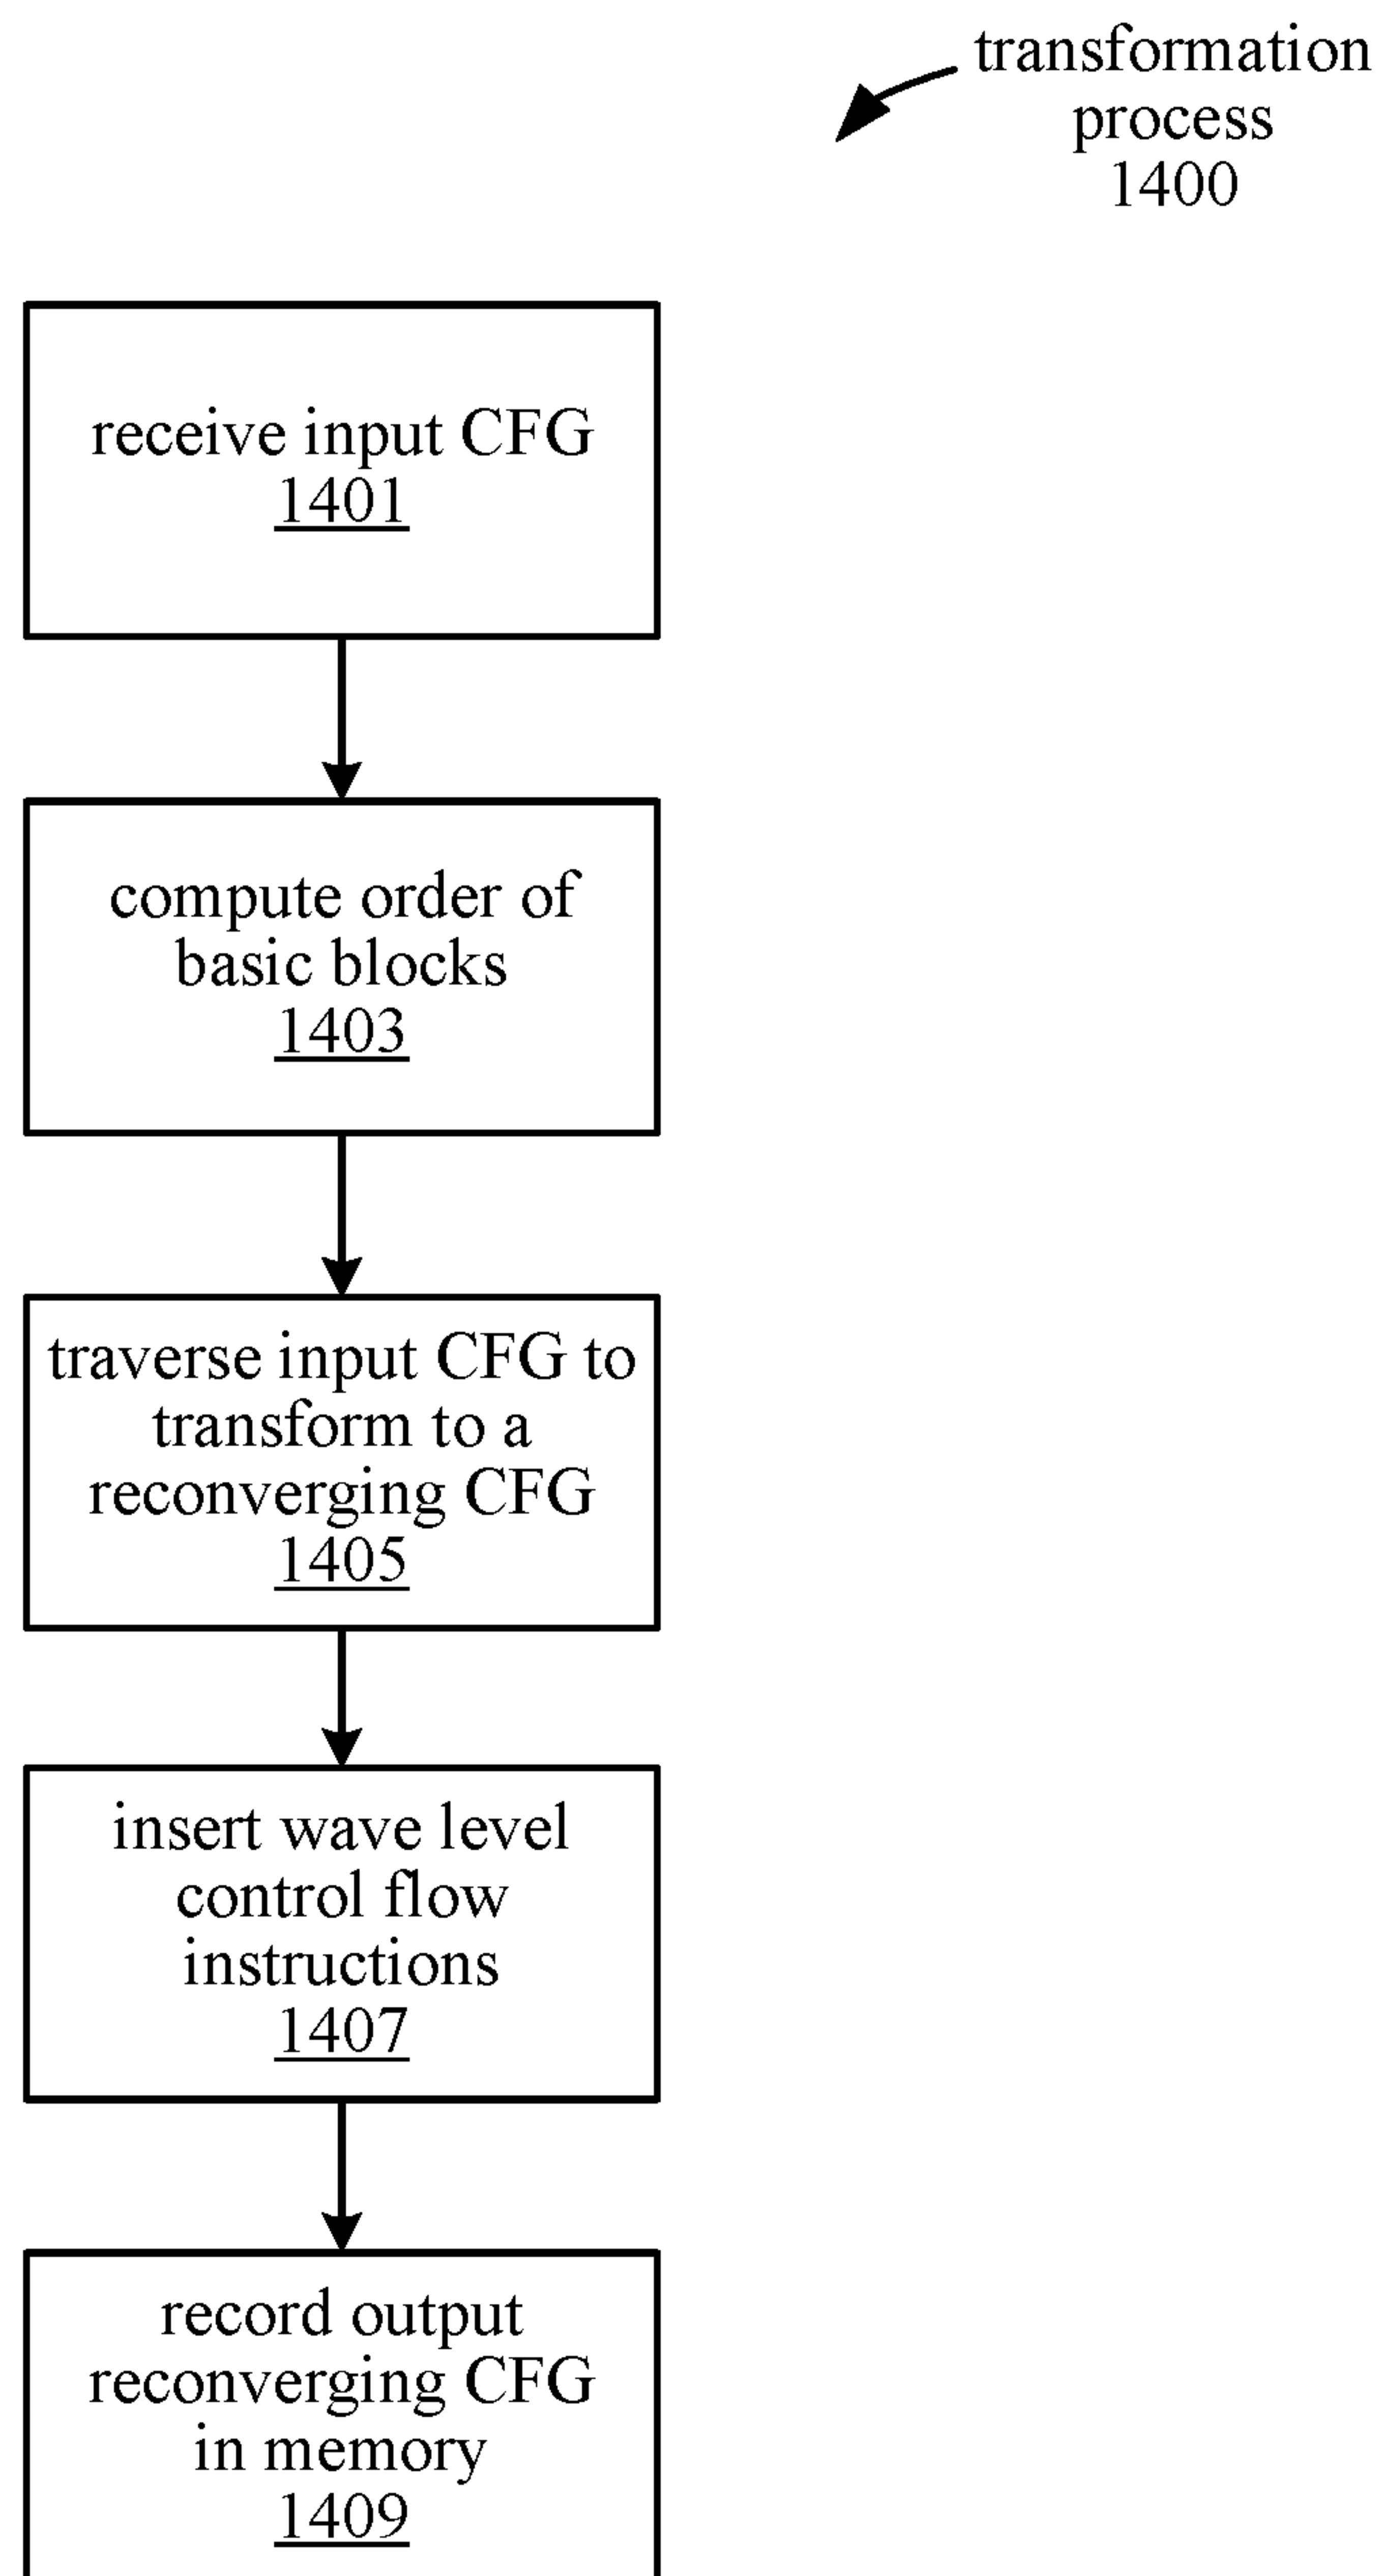 transformation
process
1400
receive input CFG
1401
compute order of
basic blocks
1403
traverse input CFG to
transform to a
reconverging CFG
1405
insert wave level
control flow
instructions
1407
record output
reconverging CFG
in memory
1409